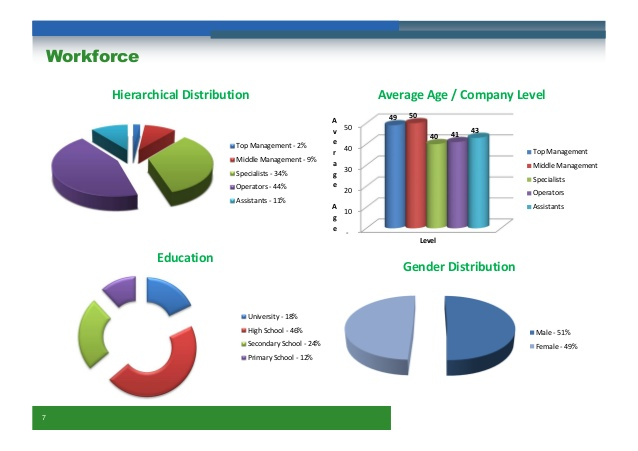 Workforce
Hierarchical Distribution
Top Management - 2%
Middle Management - 9%
Specialists - 34%
Operators - 44%
Assistants - 11%
Average Age / Company Level
Average Age
50
40
30
20
10
-
49
50
40
41
43
Level
Top Management
Middle Management
Specialists
Operators
Assistants
Education
University - 18%
High School - 46%
Secondary School - 24%
Primary School - 12%
Gender Distribution
Male - 51%
Female - 49%
7